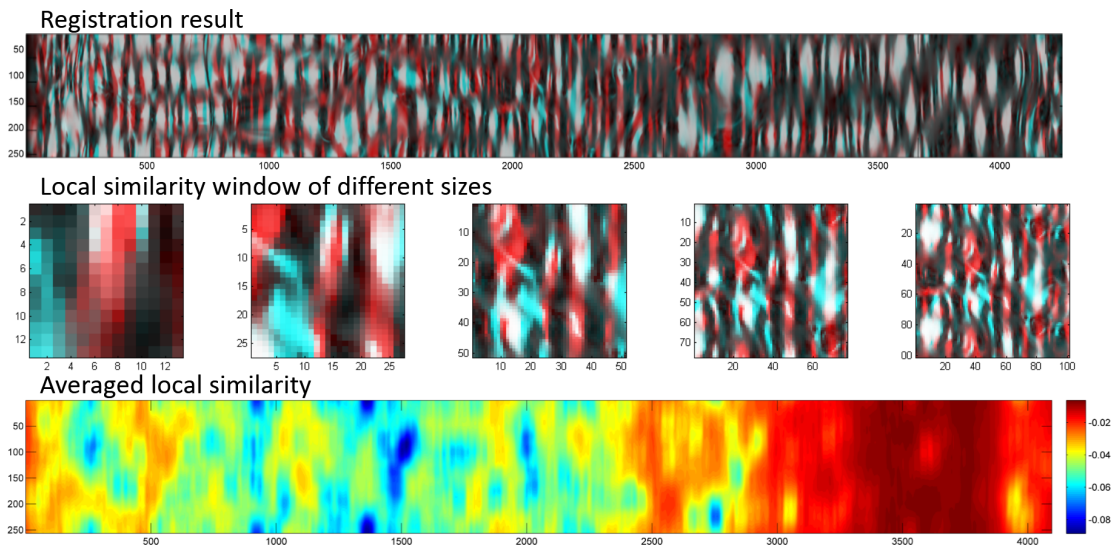 Registration result
50
100
150
200
250
500 1000 1500 2000 2500 3000 3500 4000
Local similarity window of different sizes
2 5 10 10 20
4 10 20 20 40
6 15 30 30 60
8 20 40 40 80
10 25 50 50 00
12 60
70
2 4 6 8 10 12 5 10 15 20 25 10 20 30 40 50 20 40 60 20 40 60 80 100
Averaged local similarity
50
100
150
200
250
500 1000 1500 2000 2500 3000 3500 4000
-0.02
-0.04
-0.06
-0.08